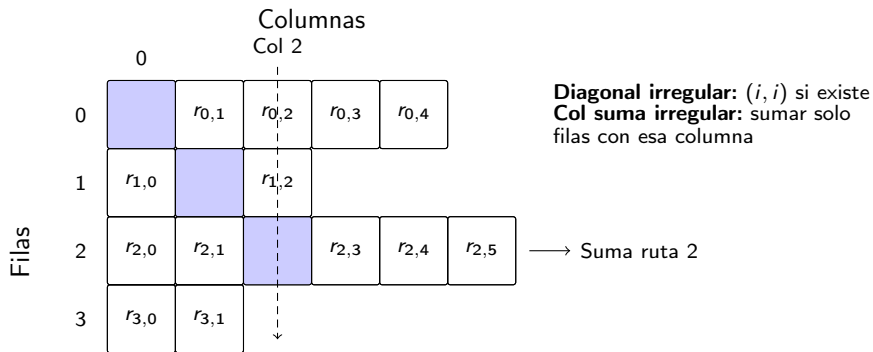 Columnas
Col 2
0
Diagonal irregular: (i, i) si existe
Col suma irregular: sumar solo
filas con esa columna
0 r0,1 r0,2 r0,3 r0,4
1 r1,0 r1,2
Filas
2 r2,0 r2,1 r2,3 r2,4 r2,5 Suma ruta 2
3 r3,0 r3,1